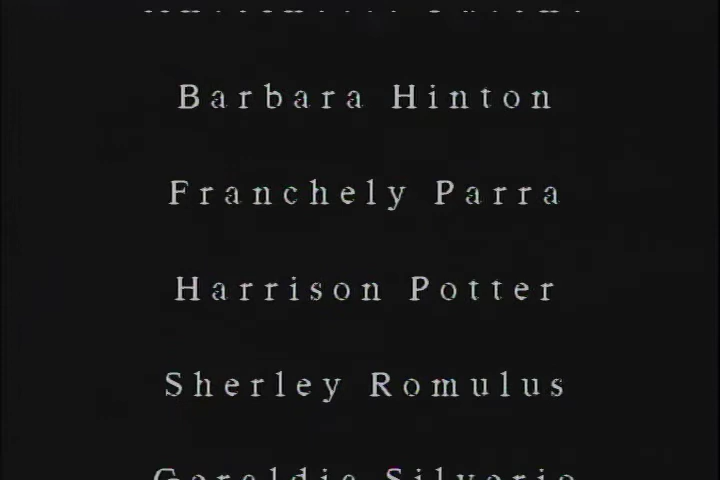 Barbara Hinton
Franchely Parra
Harrison Potter
Sherley Romulus